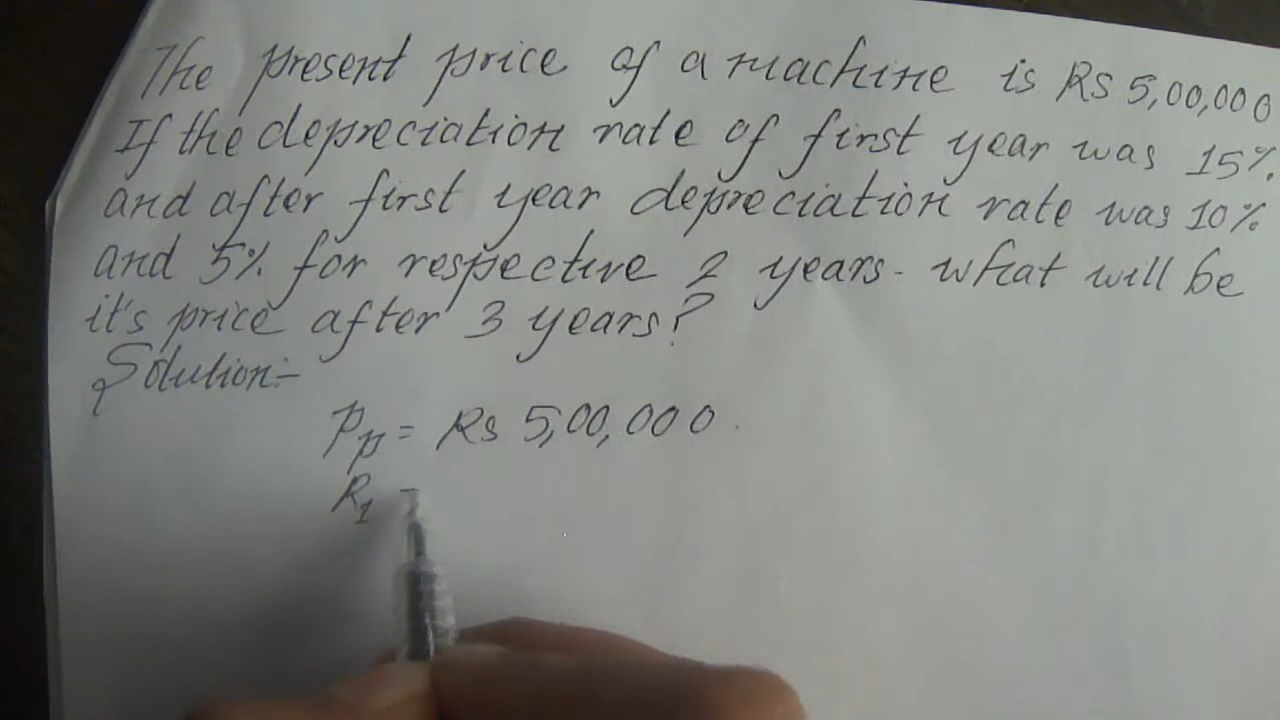 The present price of a machine is Rs 5,00,000
If the depreciation rate of first year was 15%.
and after first year depreciation rate was 10%
and 5% for respective 2 years. what will be
it's price after 3 years?
Solution:-
Pp = Rs 5,00,000.
R1 -